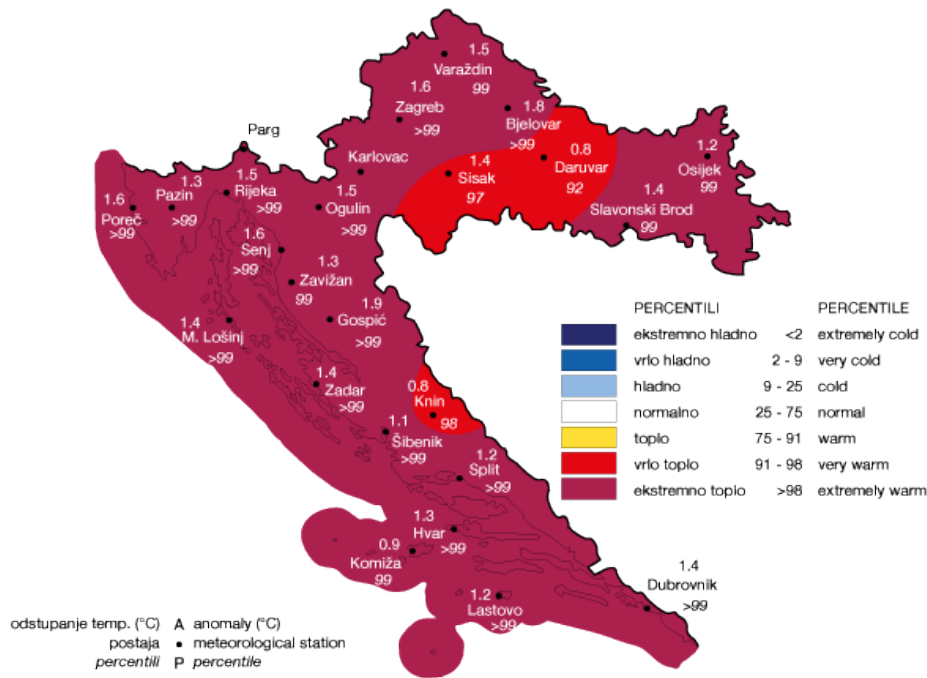 1.5
Varaždin
99
1.6
Zagreb
>99
1.8
Bjelovar
>99
Parg
Karlovac
1.4
Sisak
97
0.8
Daruvar
92
1.2
Osijek
99
1.4
Slavonski Brod
99
1.6
Poreč
>99
1.3
Pazin
>99
1.5
Rijeka
>99
1.5
Ogulin
>99
1.6
Senj
>99
1.3
Zavižan
99
1.9
Gospić
>99
1.4
M. Lošinj
>99
1.4
Zadar
>99
0.8
Knin
98
1.1
Šibenik
>99
1.2
Split
>99
1.3
Hvar
>99
0.9
Komiža
99
1.2
Lastovo
>99
1.4
Dubrovnik
>99
PERCENTILI PERCENTILE
ekstremno hladno <2 extremely cold
vrlo hladno 2 - 9 very cold
hladno 9 - 25 cold
normalno 25 - 75 normal
toplo 75 - 91 warm
vrlo toplo 91 - 98 very warm
ekstremno toplo >98 extremely warm
odstupanje temp. (°C) A anomaly (°C)
postaja • meteorological station
percentili P percentile